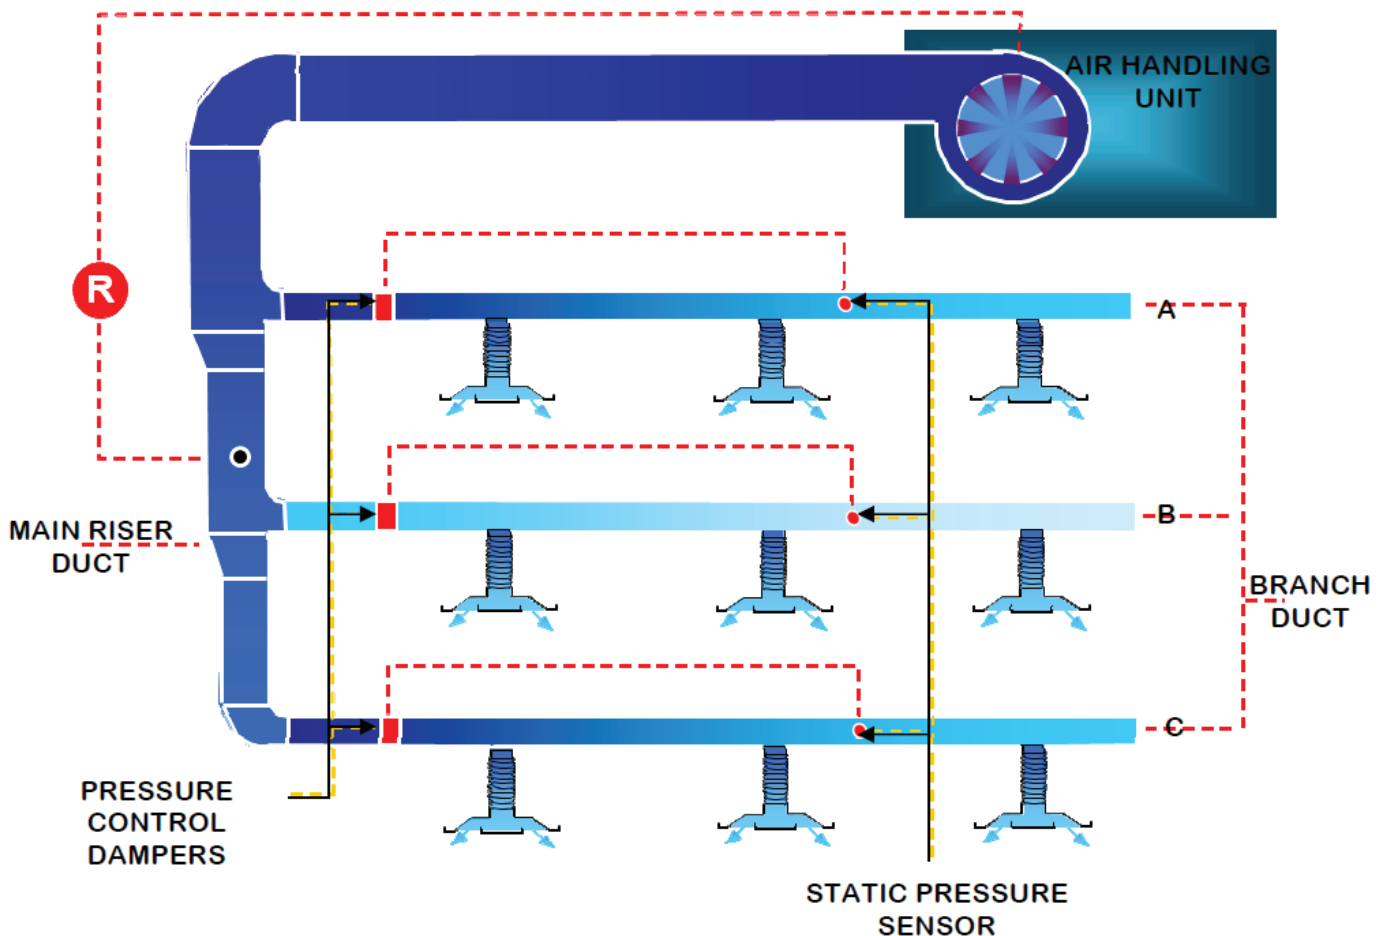 AIR HANDLING
UNIT
R
A
MAIN RISER
DUCT
B
BRANCH
DUCT
C
PRESSURE
CONTROL
DAMPERS
STATIC PRESSURE
SENSOR